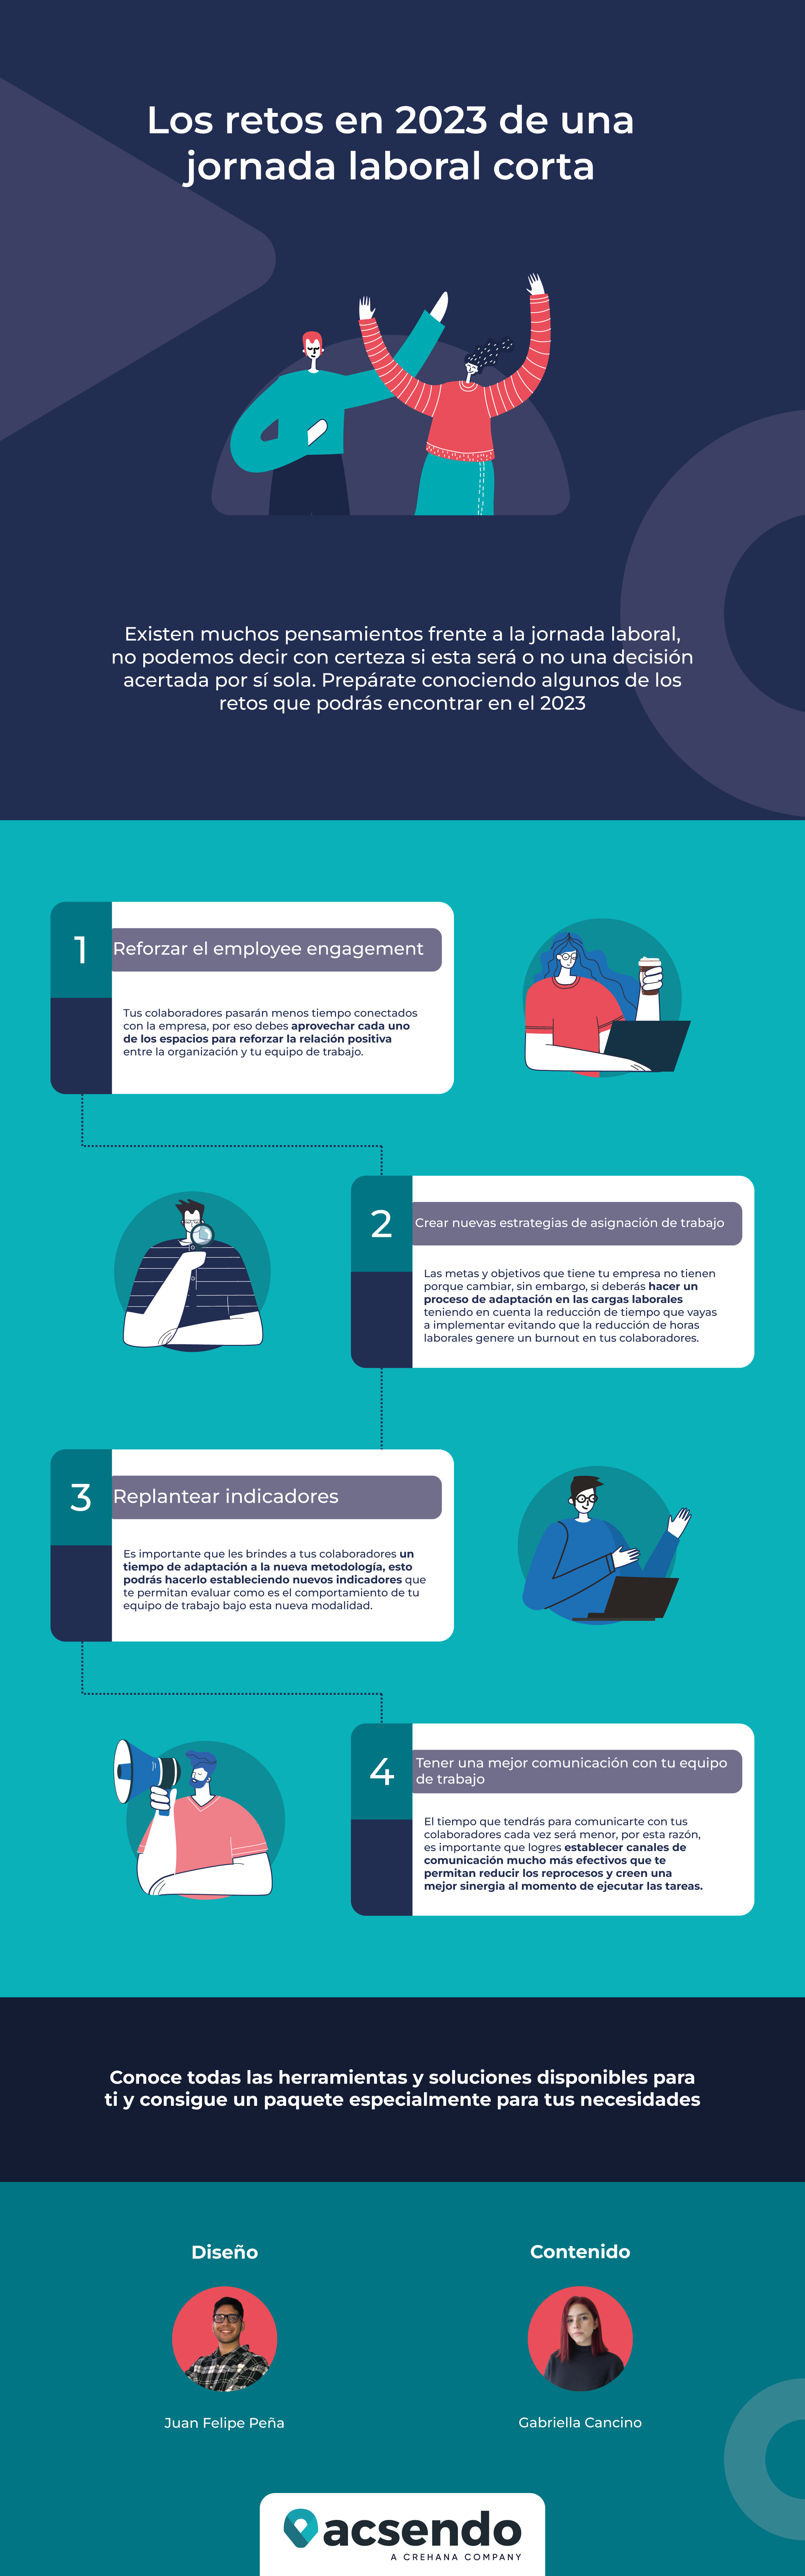 Los retos en 2023 de una
jornada laboral corta
Existen muchos pensamientos frente a la jornada laboral,
no podemos decir con certeza si esta será o no una decisión
acertada por sí sola. Prepárate conociendo algunos de los
retos que podrás encontrar en el 2023
1
Reforzar el employee engagement
Tus colaboradores pasarán menos tiempo conectados
con la empresa, por eso debes aprovechar cada uno
de los espacios para reforzar la relación positiva
entre la organización y tu equipo de trabajo.
2
Crear nuevas estrategias de asignación de trabajo
Las metas y objetivos que tiene tu empresa no tienen
porque cambiar, sin embargo, si deberás hacer un
proceso de adaptación en las cargas laborales
teniendo en cuenta la reducción de tiempo que vayas
a implementar evitando que la reducción de horas
laborales genere un burnout en tus colaboradores.
3
Replantear indicadores
Es importante que les brindes a tus colaboradores un
tiempo de adaptación a la nueva metodología, esto
podrás hacerlo estableciendo nuevos indicadores que
te permitan evaluar como es el comportamiento de tu
equipo de trabajo bajo esta nueva modalidad.
4
Tener una mejor comunicación con tu equipo
de trabajo
El tiempo que tendrás para comunicarte con tus
colaboradores cada vez será menor, por esta razón,
es importante que logres establecer canales de
comunicación mucho más efectivos que te
permitan reducir los reprocesos y creen una
mejor sinergia al momento de ejecutar las tareas.
Conoce todas las herramientas y soluciones disponibles para
ti y consigue un paquete especialmente para tus necesidades
Diseño
Juan Felipe Peña
Contenido
Gabriella Cancino
acsendo
A CREHANA COMPANY